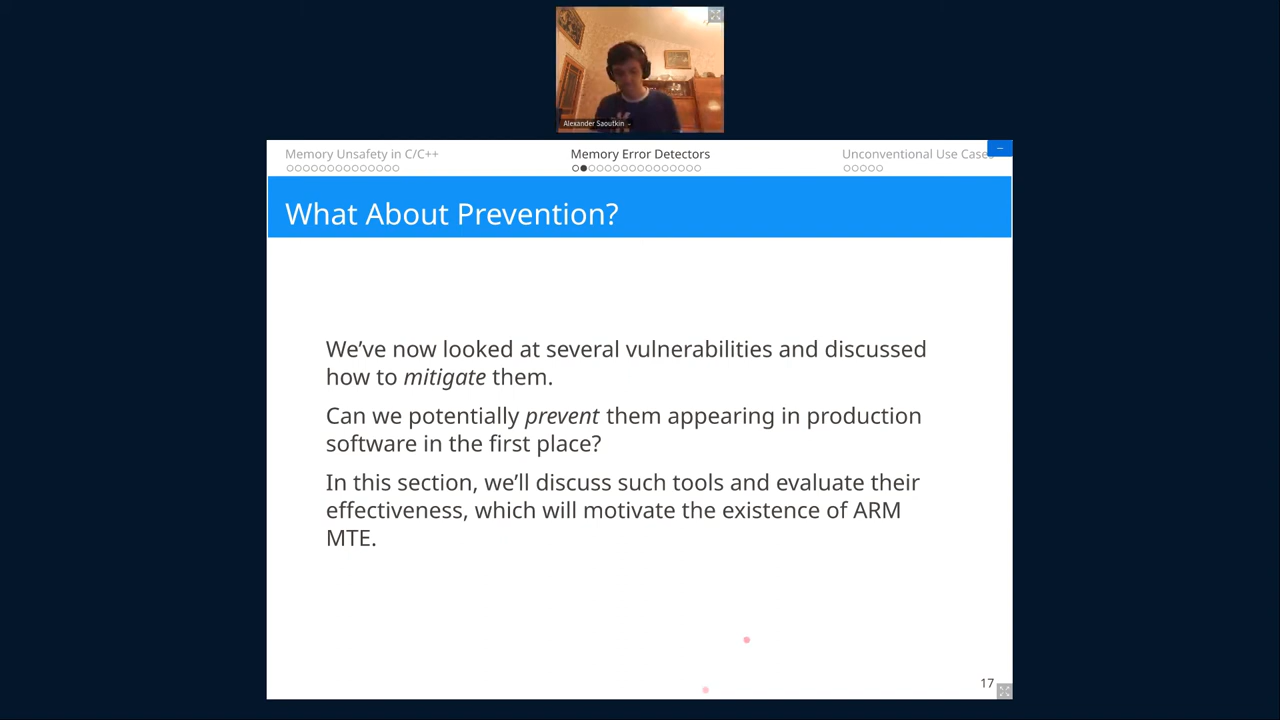 Alexander Saoutkin
Memory Unsafety in C/C++
Memory Error Detectors
Unconventional Use Cases
What About Prevention?
We've now looked at several vulnerabilities and discussed
how to mitigate them.
Can we potentially prevent them appearing in production
software in the first place?
In this section, we'll discuss such tools and evaluate their
effectiveness, which will motivate the existence of ARM
MTE.
17